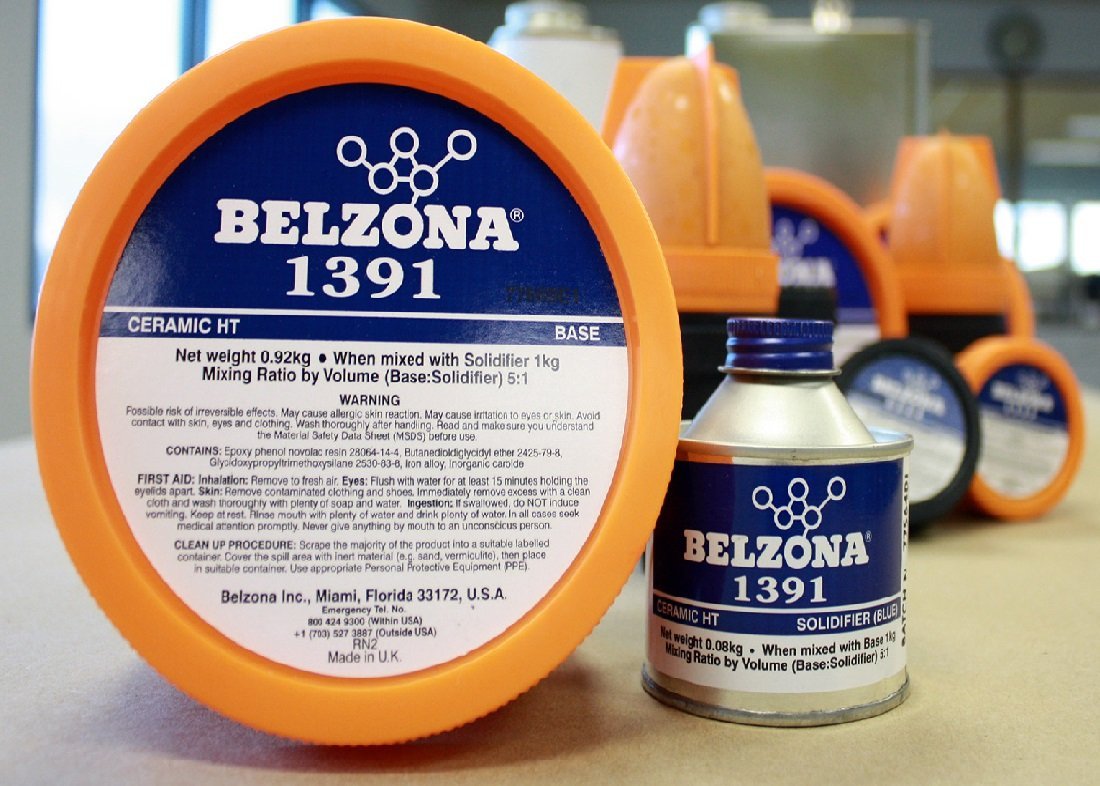 BELZONA®
1391
CERAMIC HT BASE
Net weight 0.92kg • When mixed with Solidifier 1kg
Mixing Ratio by Volume (Base:Solidifier) 5:1
WARNING
Possible risk of irreversible effects. May cause allergic skin reaction. May cause irritation to eyes or skin. Avoid
contact with skin, eyes and clothing. Wash thoroughly after handling. Read and make sure you understand
the Material Safety Data Sheet (MSDS) before use.
CONTAINS: Epoxy phenol novolac resin 28064-14-4, Butanedioldiglycidyl ether 2425-79-8,
Glycidoxypropyltrimethoxysilane 2530-83-8, Iron alloy, Inorganic carbide
FIRST AID: Inhalation: Remove to fresh air. Eyes: Flush with water for at least 15 minutes holding the
eyelids apart. Skin: Remove contaminated clothing and shoes. Immediately remove excess with a clean
cloth and wash thoroughly with plenty of soap and water. Ingestion: If swallowed, do NOT induce
vomiting. Keep at rest. Rinse mouth with plenty of water and drink plenty of water. In all cases seek
medical attention promptly. Never give anything by mouth to an unconscious person.
CLEAN UP PROCEDURE: Scrape the majority of the product into a suitable labelled
container. Cover the spill area with inert material (e.g. sand, vermiculite), then place
in suitable container. Use appropriate Personal Protective Equipment (PPE).
Belzona Inc., Miami, Florida 33172, U.S.A.
Emergency Tel. No.
800 424 9300 (Within USA)
+1 (703) 527 3887 (Outside USA)
RN2
Made in U.K.
BELZONA®
1391
CERAMIC HT SOLIDIFIER (BLUE)
Net weight 0.08kg • When mixed with Base 1kg
Mixing Ratio by Volume (Base:Solidifier) 5:1
BELZONA
BELZONA